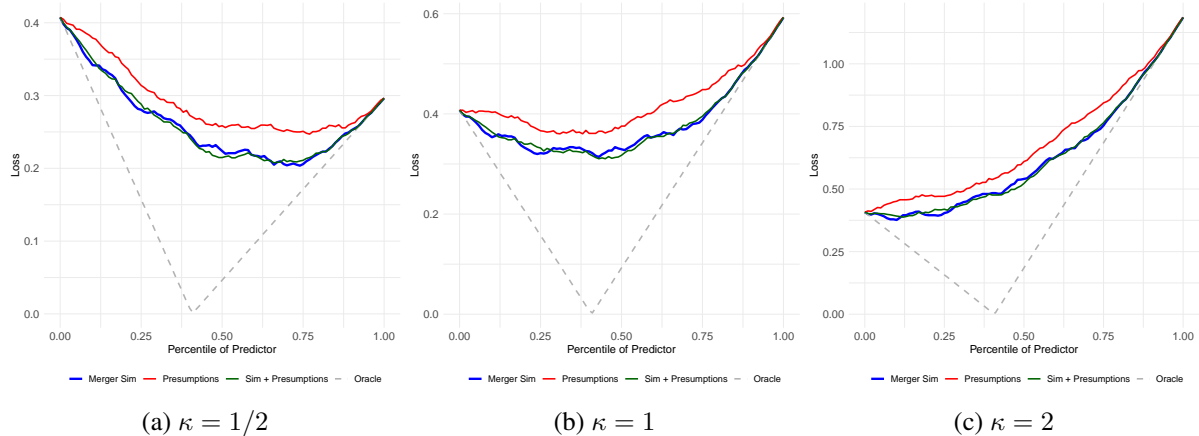 0.4
0.3
0.2
0.1
0.0
Loss
0.00 0.25 0.50 0.75 1.00
Percentile of Predictor
Merger Sim Presumptions Sim + Presumptions Oracle
(a) κ = 1/2
0.6
0.4
0.2
0.0
Loss
0.00 0.25 0.50 0.75 1.00
Percentile of Predictor
Merger Sim Presumptions Sim + Presumptions Oracle
(b) κ = 1
1.00
0.75
0.50
0.25
0.00
Loss
0.00 0.25 0.50 0.75 1.00
Percentile of Predictor
Merger Sim Presumptions Sim + Presumptions Oracle
(c) κ = 2